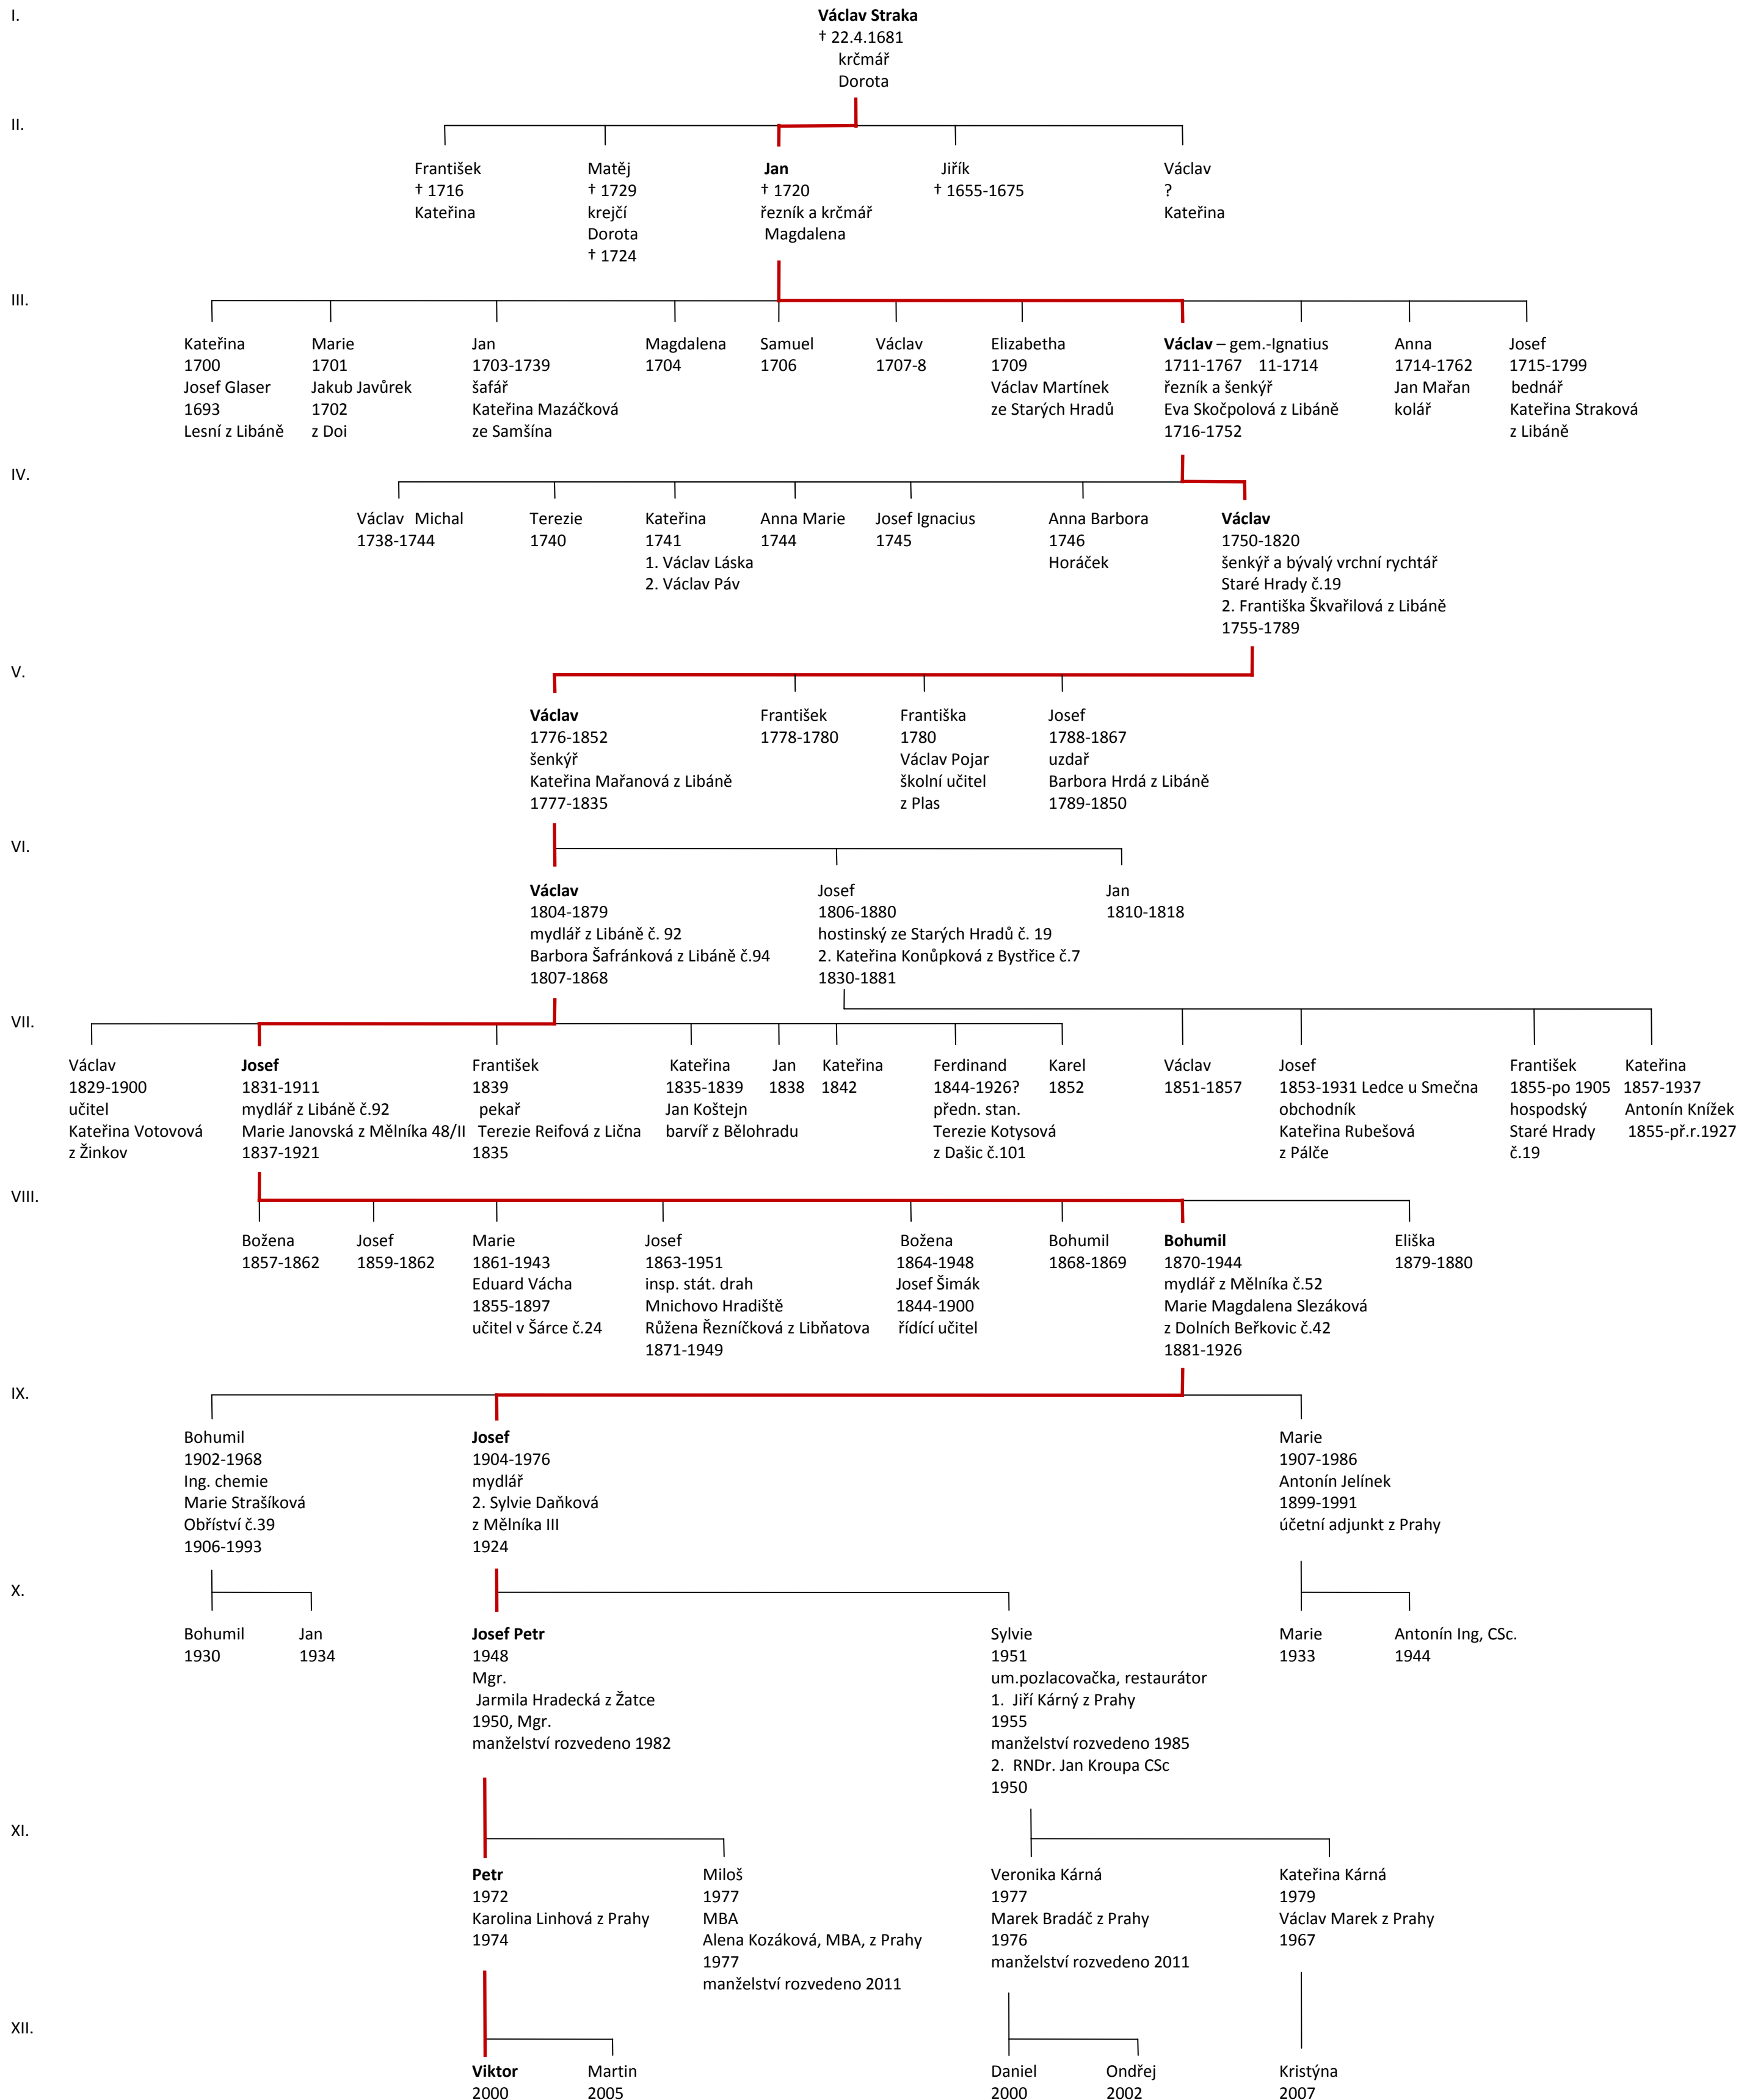 I.
Václav Straka
† 22.4.1681
krčmář
Dorota
II.
František
† 1716
Kateřina
Matěj
† 1729
krejčí
Dorota
† 1724
Jan
† 1720
řezník a krčmář
Magdalena
Jiřík
† 1655-1675
Václav
?
Kateřina
III.
Kateřina
1700
Josef Glaser
1693
Lesní z Libáně
Marie
1701
Jakub Javůrek
1702
z Doi
Jan
1703-1739
šafář
Kateřina Mazáčková
ze Samšína
Magdalena
1704
Samuel
1706
Václav
1707-8
Elizabetha
1709
Václav Martínek
ze Starých Hradů
Václav – gem.-Ignatius
1711-1767 11-1714
řezník a šenkýř
Eva Skočpolová z Libáně
1716-1752
Anna
1714-1762
Jan Mařan
kolář
Josef
1715-1799
bednář
Kateřina Straková
z Libáně
IV.
Václav Michal
1738-1744
Terezie
1740
Kateřina
1741
1. Václav Láska
2. Václav Páv
Anna Marie
1744
Josef Ignacius
1745
Anna Barbora
1746
Horáček
Václav
1750-1820
šenkýř a bývalý vrchní rychtář
Staré Hrady č.19
2. Františka Škvařilová z Libáně
1755-1789
V.
Václav
1776-1852
šenkýř
Kateřina Mařanová z Libáně
1777-1835
František
1778-1780
Františka
1780
Václav Pojar
školní učitel
z Plas
Josef
1788-1867
uzdař
Barbora Hrdá z Libáně
1789-1850
VI.
Václav
1804-1879
mydlář z Libáně č. 92
Barbora Šafránková z Libáně č.94
1807-1868
Josef
1806-1880
hostinský ze Starých Hradů č. 19
2. Kateřina Konůpková z Bystřice č.7
1830-1881
Jan
1810-1818
VII.
Václav
1829-1900
učitel
Kateřina Votovová
z Žinkov
Josef
1831-1911
mydlář z Libáně č.92
Marie Janovská z Mělníka 48/II
1837-1921
František
1839
pekař
Terezie Reifová z Lična
1835
Kateřina
1835-1839
Jan Koštejn
barvíř z Bělohradu
Jan
1838
Kateřina
1842
Ferdinand
1844-1926?
předn. stan.
Terezie Kotysová
z Dašic č.101
Karel
1852
Václav
1851-1857
Josef
1853-1931 Ledce u Smečna
obchodník
Kateřina Rubešová
z Pálče
František
1855-po 1905
hospodský
Staré Hrady
č.19
Kateřina
1857-1937
Antonín Knížek
1855-př.r.1927
VIII.
Božena
1857-1862
Josef
1859-1862
Marie
1861-1943
Eduard Vácha
1855-1897
učitel v Šárce č.24
Josef
1863-1951
insp. stát. drah
Mnichovo Hradiště
Růžena Řezníčková z Libňatova
1871-1949
Božena
1864-1948
Josef Šimák
1844-1900
řídící učitel
Bohumil
1868-1869
Bohumil
1870-1944
mydlář z Mělníka č.52
Marie Magdalena Slezáková
z Dolních Beřkovic č.42
1881-1926
Eliška
1879-1880
IX.
Bohumil
1902-1968
Ing. chemie
Marie Strašíková
Obříství č.39
1906-1993
Josef
1904-1976
mydlář
2. Sylvie Daňková
z Mělníka III
1924
Marie
1907-1986
Antonín Jelínek
1899-1991
účetní adjunkt z Prahy
X.
Bohumil
1930
Jan
1934
Josef Petr
1948
Mgr.
Jarmila Hradecká z Žatce
1950, Mgr.
manželství rozvedeno 1982
Sylvie
1951
um.pozlacovačka, restaurátor
1. Jiří Kárný z Prahy
1955
manželství rozvedeno 1985
2. RNDr. Jan Kroupa CSc
1950
Marie
1933
Antonín Ing, CSc.
1944
XI.
Petr
1972
Karolina Linhová z Prahy
1974
Miloš
1977
MBA
Alena Kozáková, MBA, z Prahy
1977
manželství rozvedeno 2011
Veronika Kárná
1977
Marek Bradáč z Prahy
1976
manželství rozvedeno 2011
Kateřina Kárná
1979
Václav Marek z Prahy
1967
XII.
Viktor
2000
Martin
2005
Daniel
2000
Ondřej
2002
Kristýna
2007